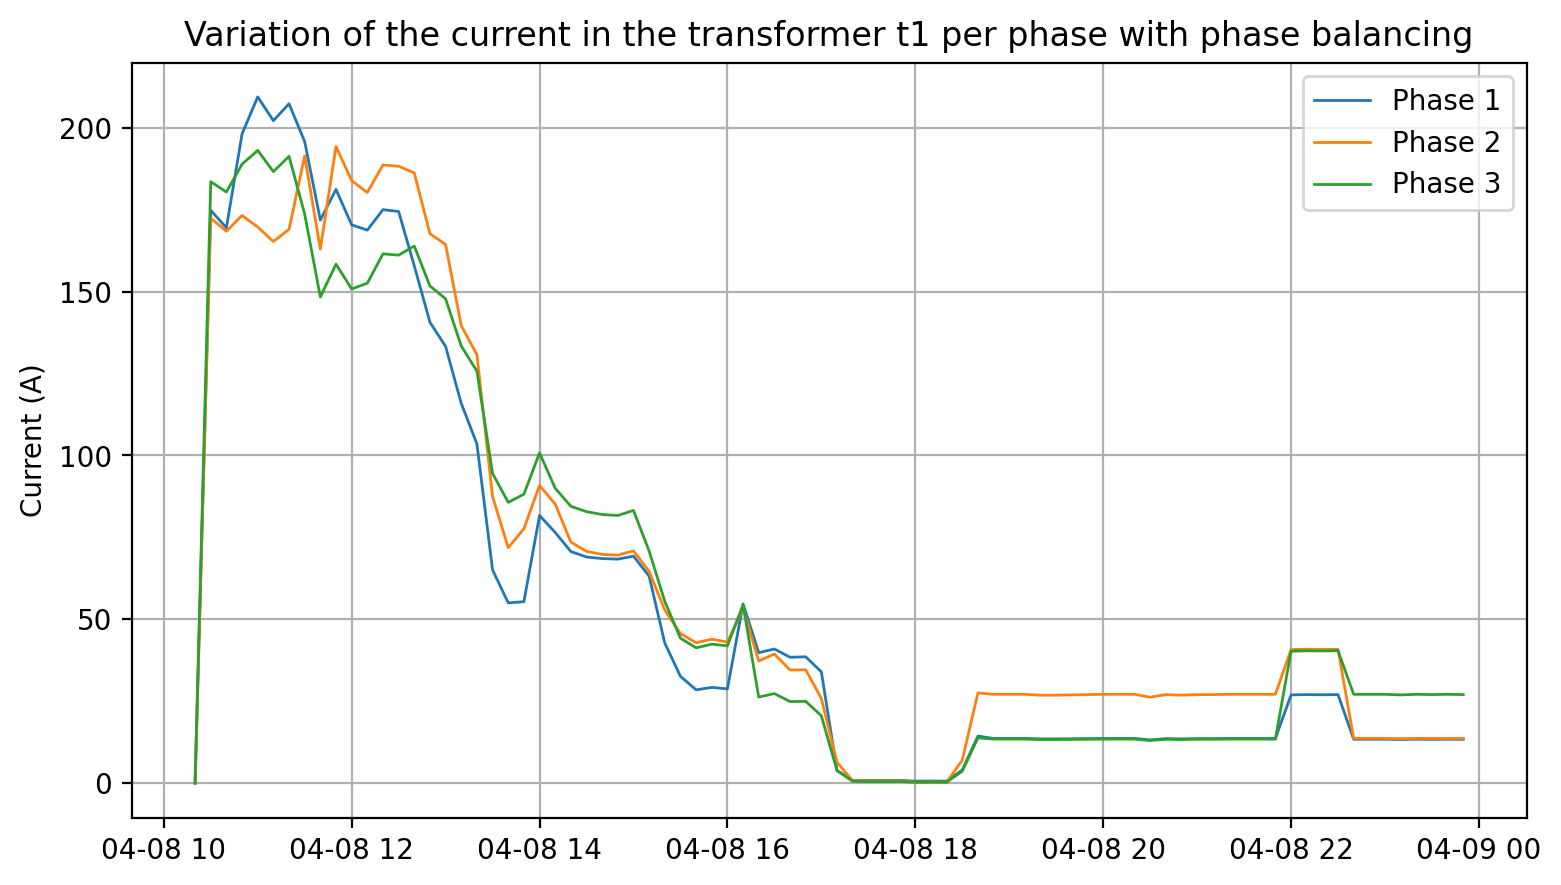 Variation of the current in the transformer t1 per phase with phase balancing
Phase 1
Phase 2
Phase 3
Current (A)
200
150
100
50
0
04-08 10
04-08 12
04-08 14
04-08 16
04-08 18
04-08 20
04-08 22
04-09 00